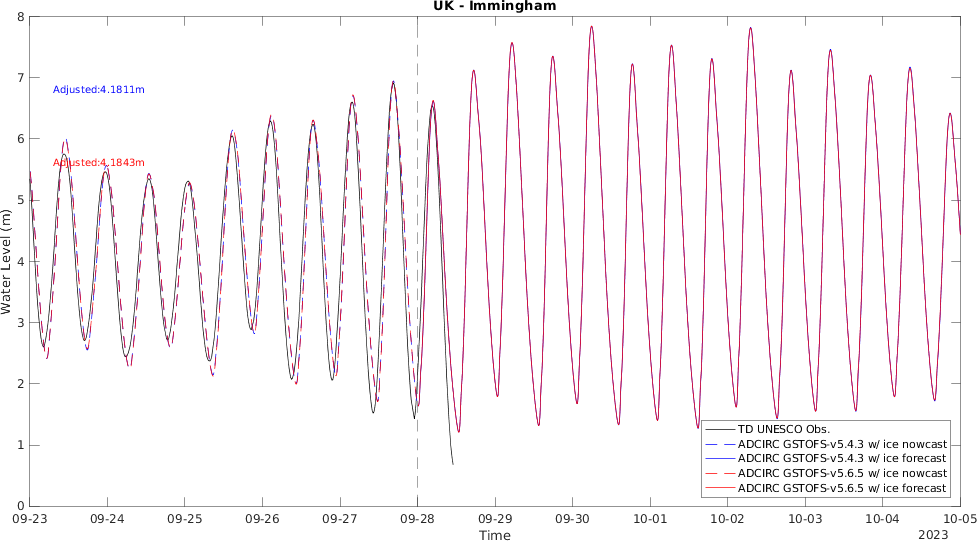 UK - Immingham
8
7
6
5
4
3
2
1
0
Water Level (m)
Adjusted:4.1811m
Adjusted:4.1843m
TD UNESCO Obs.
ADCIRC GSTOFS-v5.4.3 w/ ice nowcast
ADCIRC GSTOFS-v5.4.3 w/ ice forecast
ADCIRC GSTOFS-v5.6.5 w/ ice nowcast
ADCIRC GSTOFS-v5.6.5 w/ ice forecast
09-23 09-24 09-25 09-26 09-27 09-28 09-29 09-30 10-01 10-02 10-03 10-04 10-05
Time
2023